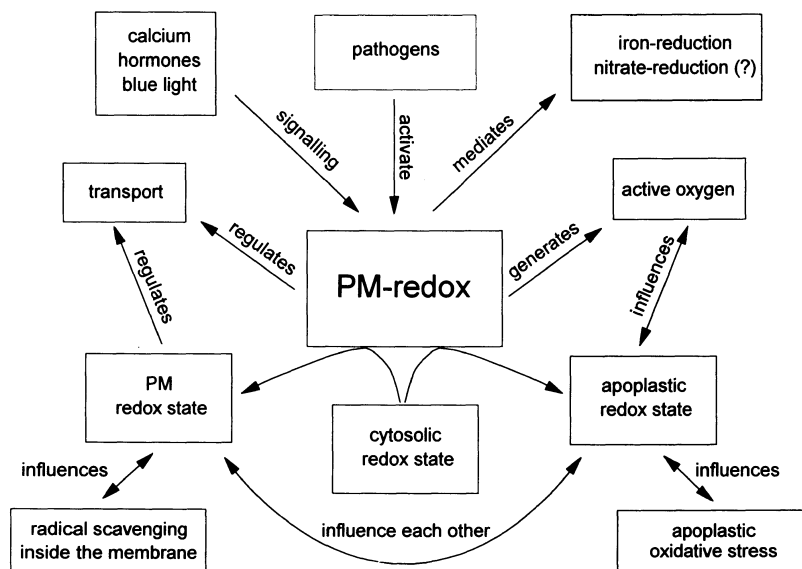 calcium
hormones
blue light
pathogens
iron-reduction
nitrate-reduction (?)
signalling
activate
mediates
transport
active oxygen
regulates
regulates
generates
influences
PM-redox
PM
redox state
cytosolic
redox state
apoplastic
redox state
influences
influences
radical scavenging
inside the membrane
influence each other
apoplastic
oxidative stress